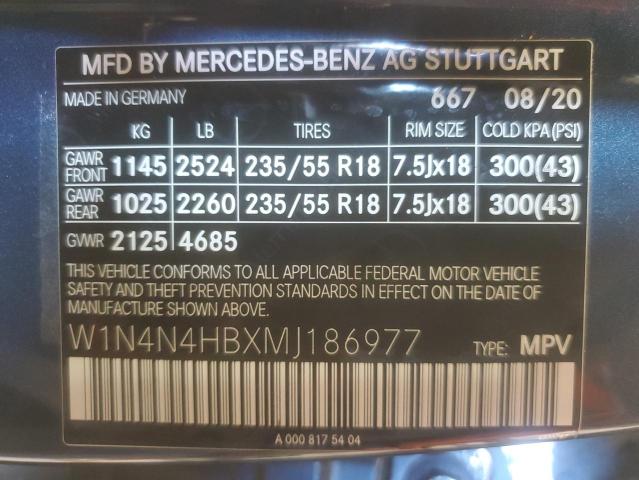 MFD BY MERCEDES-BENZ AG STUTTGART
MADE IN GERMANY 667 08/20
KG LB TIRES RIM SIZE COLD KPA(PSI)
GAWR FRONT 1145 2524 235/55 R18 7.5Jx18 300(43)
GAWR REAR 1025 2260 235/55 R18 7.5Jx18 300(43)
GVWR 2125 4685
THIS VEHICLE CONFORMS TO ALL APPLICABLE FEDERAL MOTOR VEHICLE
SAFETY AND THEFT PREVENTION STANDARDS IN EFFECT ON THE DATE
OF MANUFACTURE SHOWN ABOVE.
W1N4N4HBXMJ186977 TYPE: MPV
A 000 817 54 04